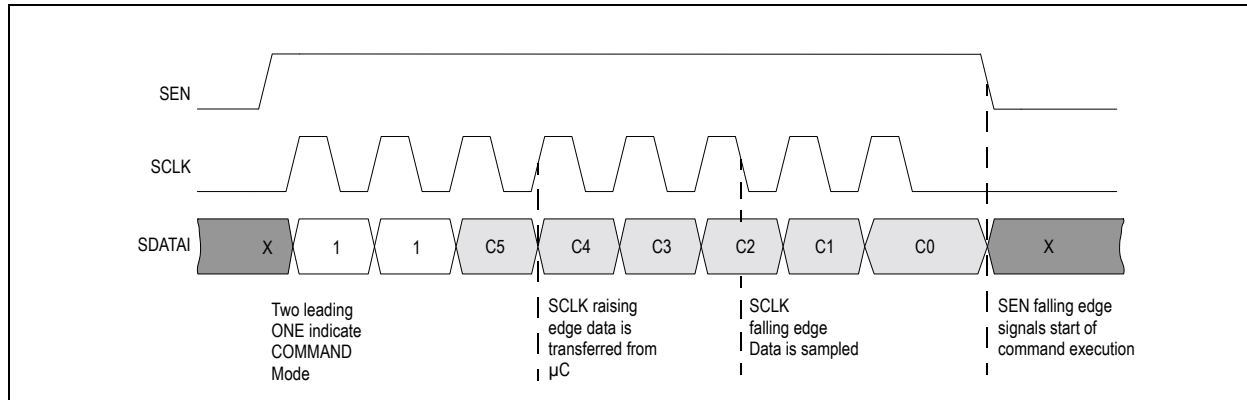 SEN
SCLK
SDATAI
X 1 1 C5 C4 C3 C2 C1 C0 X
Two leading
ONE indicate
COMMAND
Mode
SCLK raising
edge data is
transferred from
µC
SCLK
falling edge
Data is sampled
SEN falling edge
signals start of
command execution